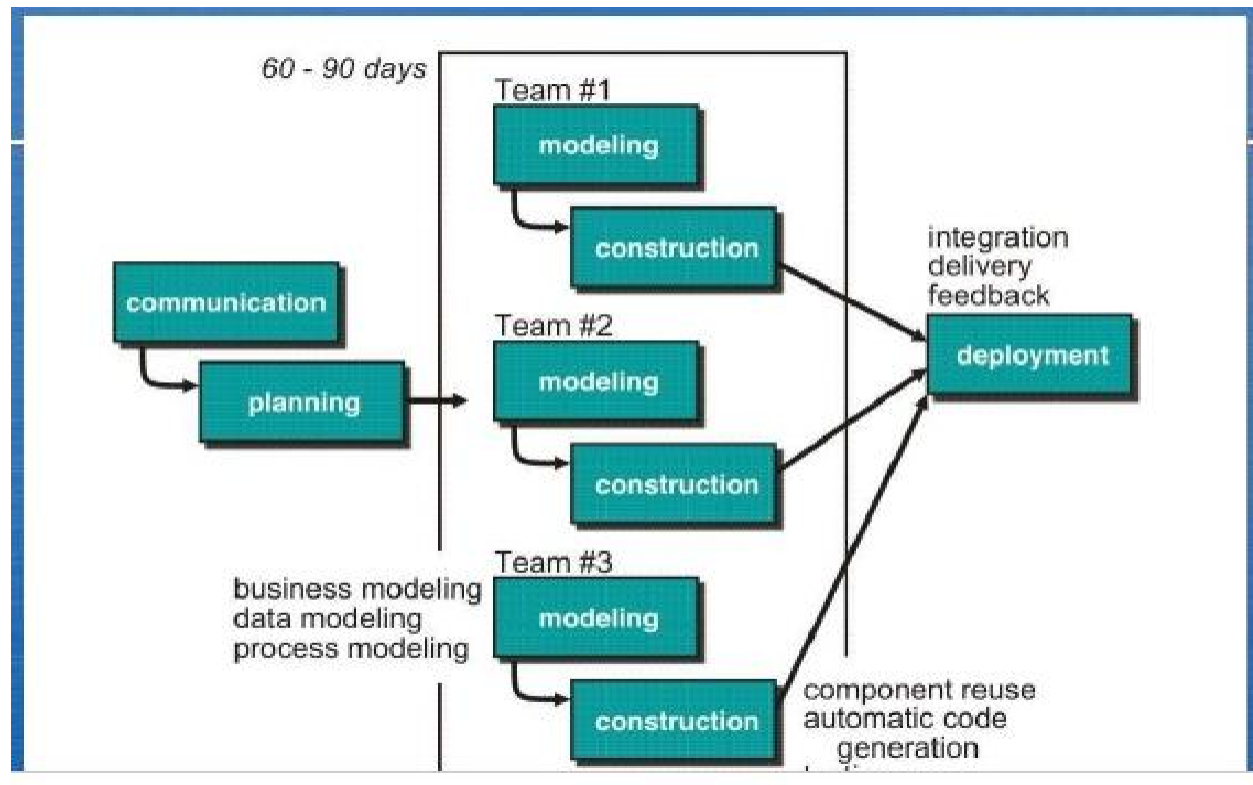 60 - 90 days
Team #1
modeling
construction
integration
delivery
feedback
communication
deployment
Team #2
modeling
planning
construction
Team #3
business modeling
data modeling
process modeling
modeling
construction
component reuse
automatic code
generation